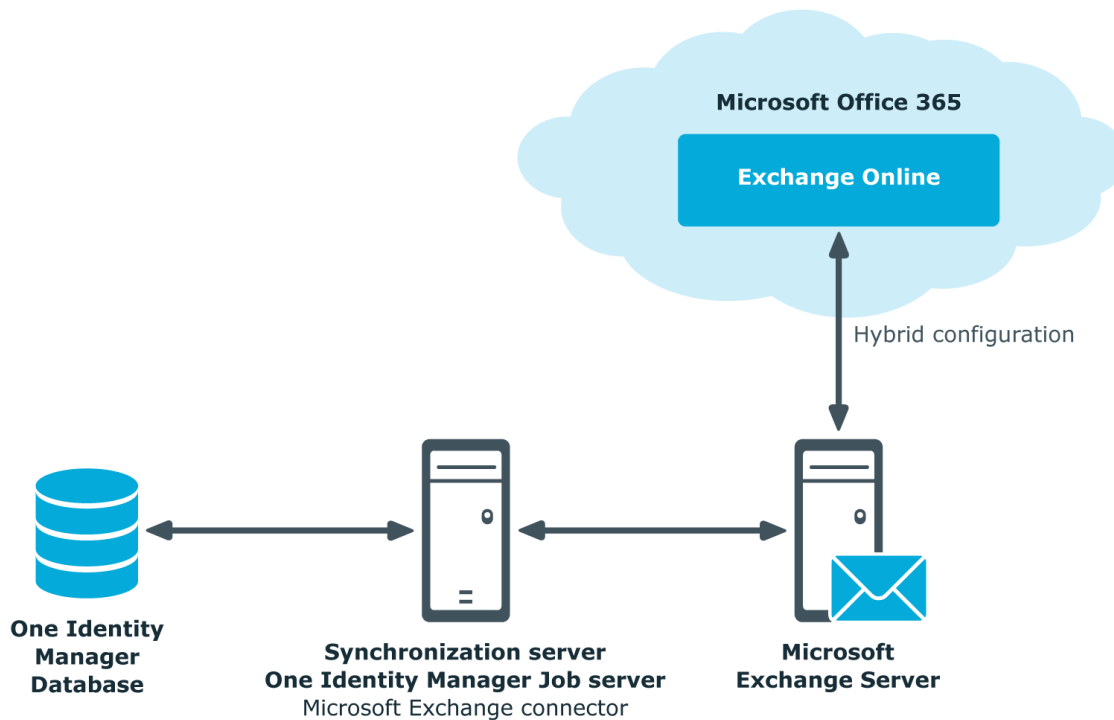 Microsoft Office 365
Exchange Online
Hybrid configuration
One Identity
Manager
Database
Synchronization server
One Identity Manager Job server
Microsoft Exchange connector
Microsoft
Exchange Server